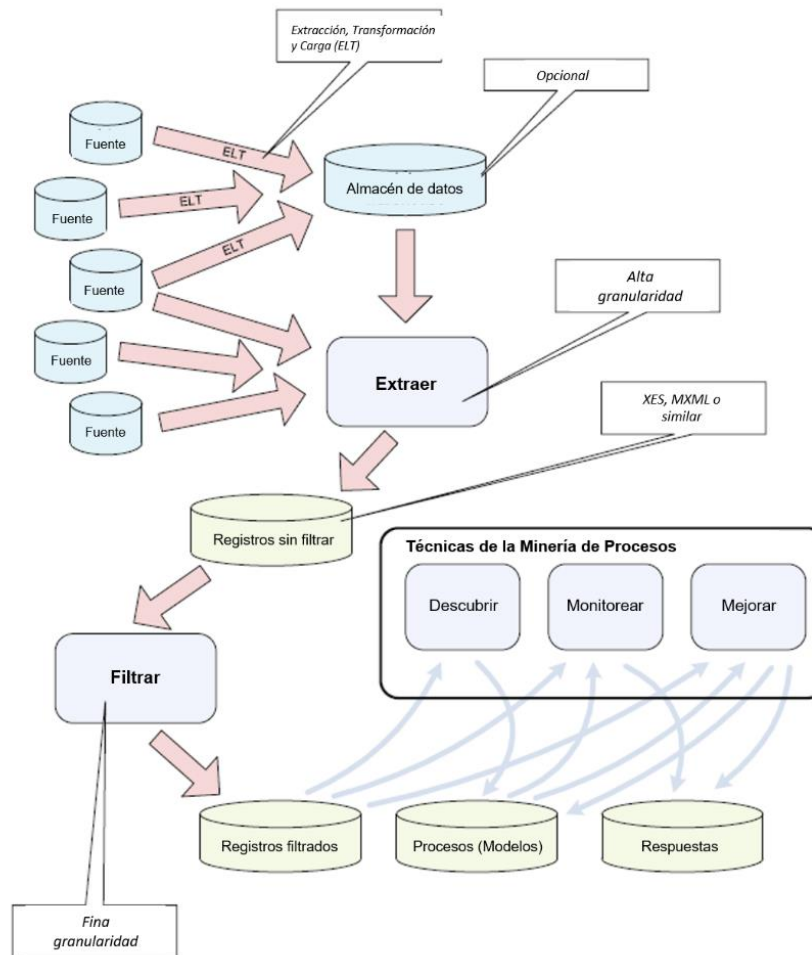 Extracción, Transformación
y Carga (ELT)
Opcional
Fuente
ELT
Almacén de datos
Fuente
ELT
Fuente
ELT
Alta
granularidad
Fuente
Extraer
Fuente
XES, MXML o
similar
Registros sin filtrar
Técnicas de la Minería de Procesos
Descubrir
Monitorear
Mejorar
Filtrar
Registros filtrados
Procesos (Modelos)
Respuestas
Fina
granularidad